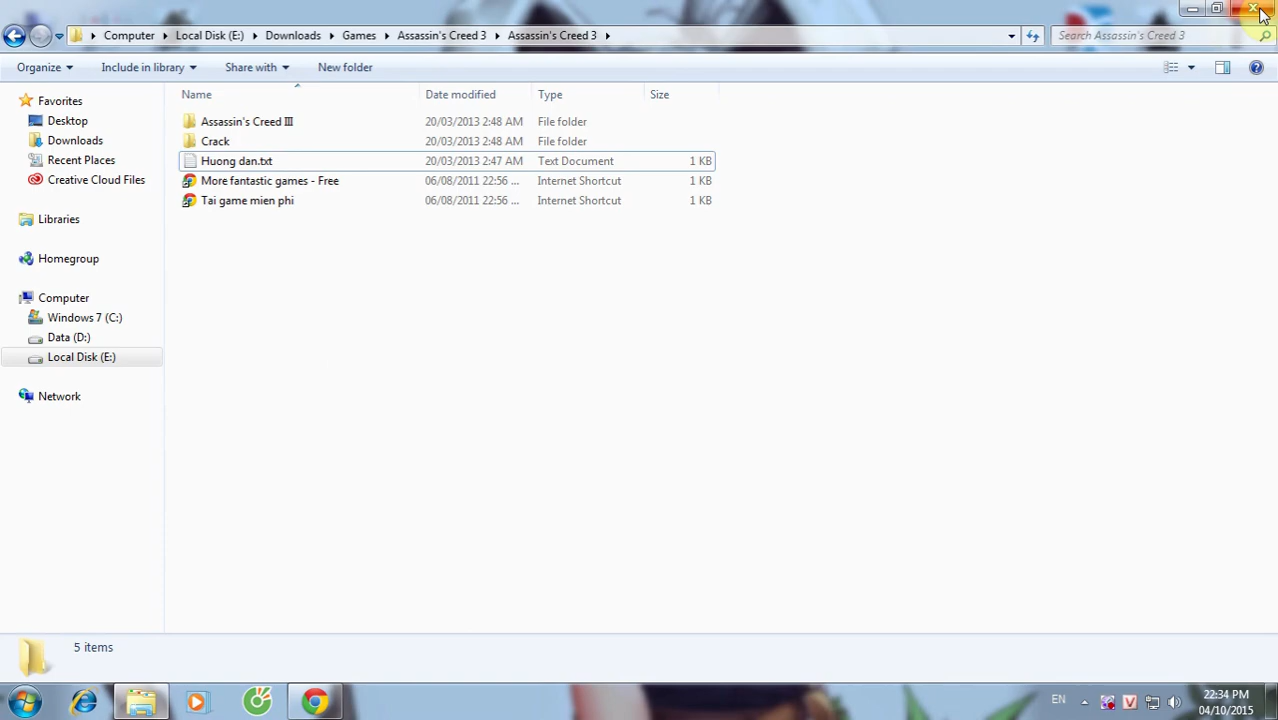 Computer Local Disk (E:) Downloads Games Assassin's Creed 3 Assassin's Creed 3
Search Assassin's Creed 3
Organize Include in library Share with New folder
Name Date modified Type Size
Favorites
Desktop
Downloads
Recent Places
Creative Cloud Files
Libraries
Homegroup
Computer
Windows 7 (C:)
Data (D:)
Local Disk (E:)
Network
Assassin's Creed III 20/03/2013 2:48 AM File folder
Crack 20/03/2013 2:48 AM File folder
Huong dan.txt 20/03/2013 2:47 AM Text Document 1 KB
More fantastic games - Free 06/08/2011 22:56 ... Internet Shortcut 1 KB
Tai game mien phi 06/08/2011 22:56 ... Internet Shortcut 1 KB
5 items
EN
22:34 PM
04/10/2015